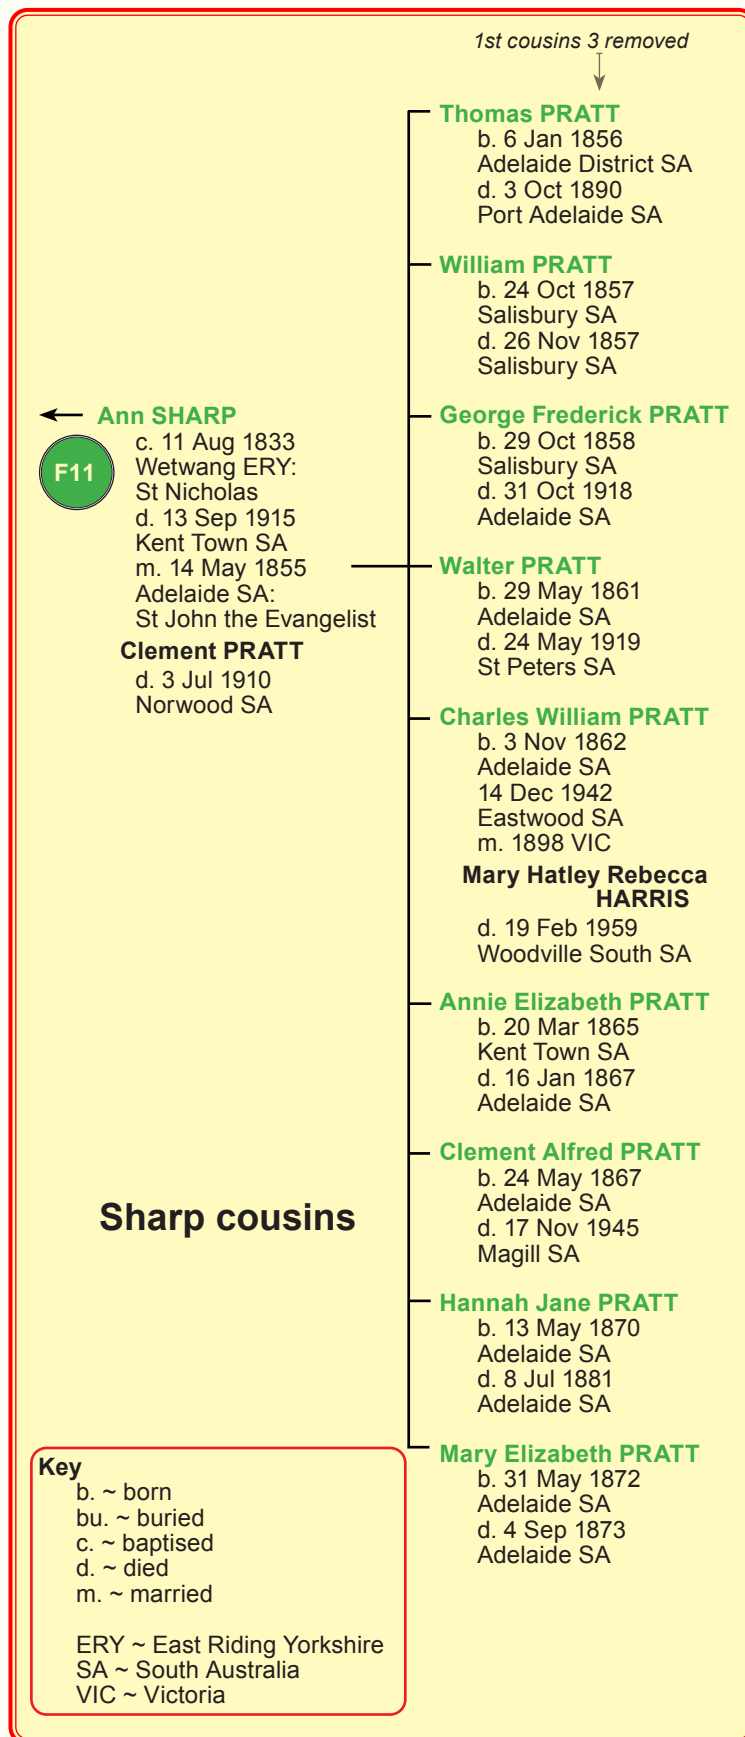 1st cousins 3 removed
Ann SHARP
F11
c. 11 Aug 1833
Wetwang ERY:
St Nicholas
d. 13 Sep 1915
Kent Town SA
m. 14 May 1855
Adelaide SA:
St John the Evangelist
Clement PRATT
d. 3 Jul 1910
Norwood SA
Thomas PRATT
b. 6 Jan 1856
Adelaide District SA
d. 3 Oct 1890
Port Adelaide SA
William PRATT
b. 24 Oct 1857
Salisbury SA
d. 26 Nov 1857
Salisbury SA
George Frederick PRATT
b. 29 Oct 1858
Salisbury SA
d. 31 Oct 1918
Adelaide SA
Walter PRATT
b. 29 May 1861
Adelaide SA
d. 24 May 1919
St Peters SA
Charles William PRATT
b. 3 Nov 1862
Adelaide SA
14 Dec 1942
Eastwood SA
m. 1898 VIC
Mary Hatley Rebecca
HARRIS
d. 19 Feb 1959
Woodville South SA
Annie Elizabeth PRATT
b. 20 Mar 1865
Kent Town SA
d. 16 Jan 1867
Adelaide SA
Clement Alfred PRATT
b. 24 May 1867
Adelaide SA
d. 17 Nov 1945
Magill SA
Hannah Jane PRATT
b. 13 May 1870
Adelaide SA
d. 8 Jul 1881
Adelaide SA
Mary Elizabeth PRATT
b. 31 May 1872
Adelaide SA
d. 4 Sep 1873
Adelaide SA
Sharp cousins
Key
b. ~ born
bu. ~ buried
c. ~ baptised
d. ~ died
m. ~ married
ERY ~ East Riding Yorkshire
SA ~ South Australia
VIC ~ Victoria